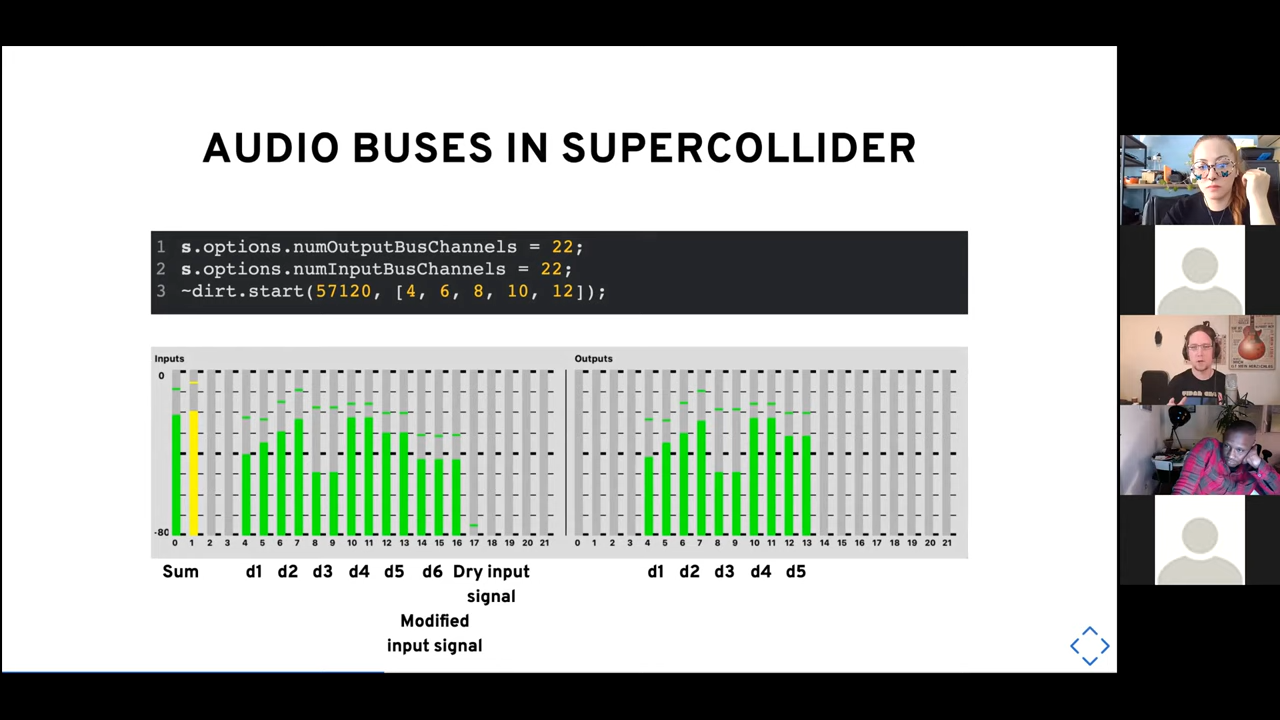 AUDIO BUSES IN SUPERCOLLIDER
1 s.options.numOutputBusChannels = 22;
2 s.options.numInputBusChannels = 22;
3 ~dirt.start(57120, [4, 6, 8, 10, 12]);
Inputs Outputs
0
-80
0 1 2 3 4 5 6 7 8 9 10 11 12 13 14 15 16 17 18 19 20 21 0 1 2 3 4 5 6 7 8 9 10 11 12 13 14 15 16 17 18 19 20 21
Sum d1 d2 d3 d4 d5 d6 Dry input d1 d2 d3 d4 d5
signal
Modified
input signal